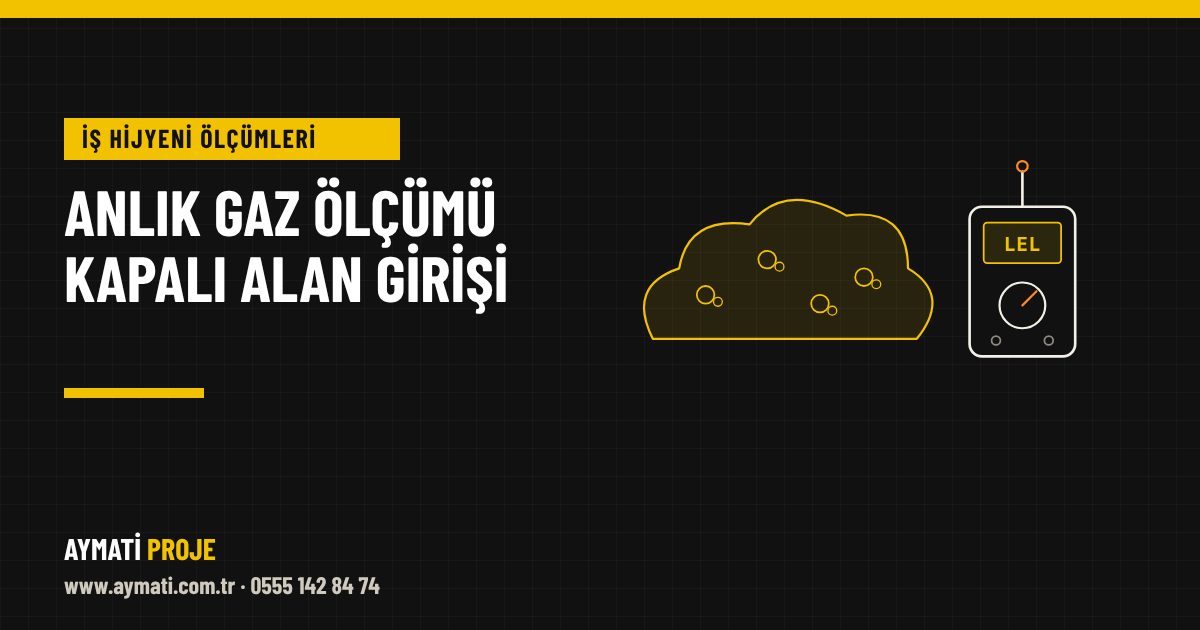 İŞ HİJYENİ ÖLÇÜMLERİ
ANLIK GAZ ÖLÇÜMÜ
KAPALI ALAN GİRİŞİ
LEL
AYMATİ PROJE
www.aymati.com.tr · 0555 142 84 74